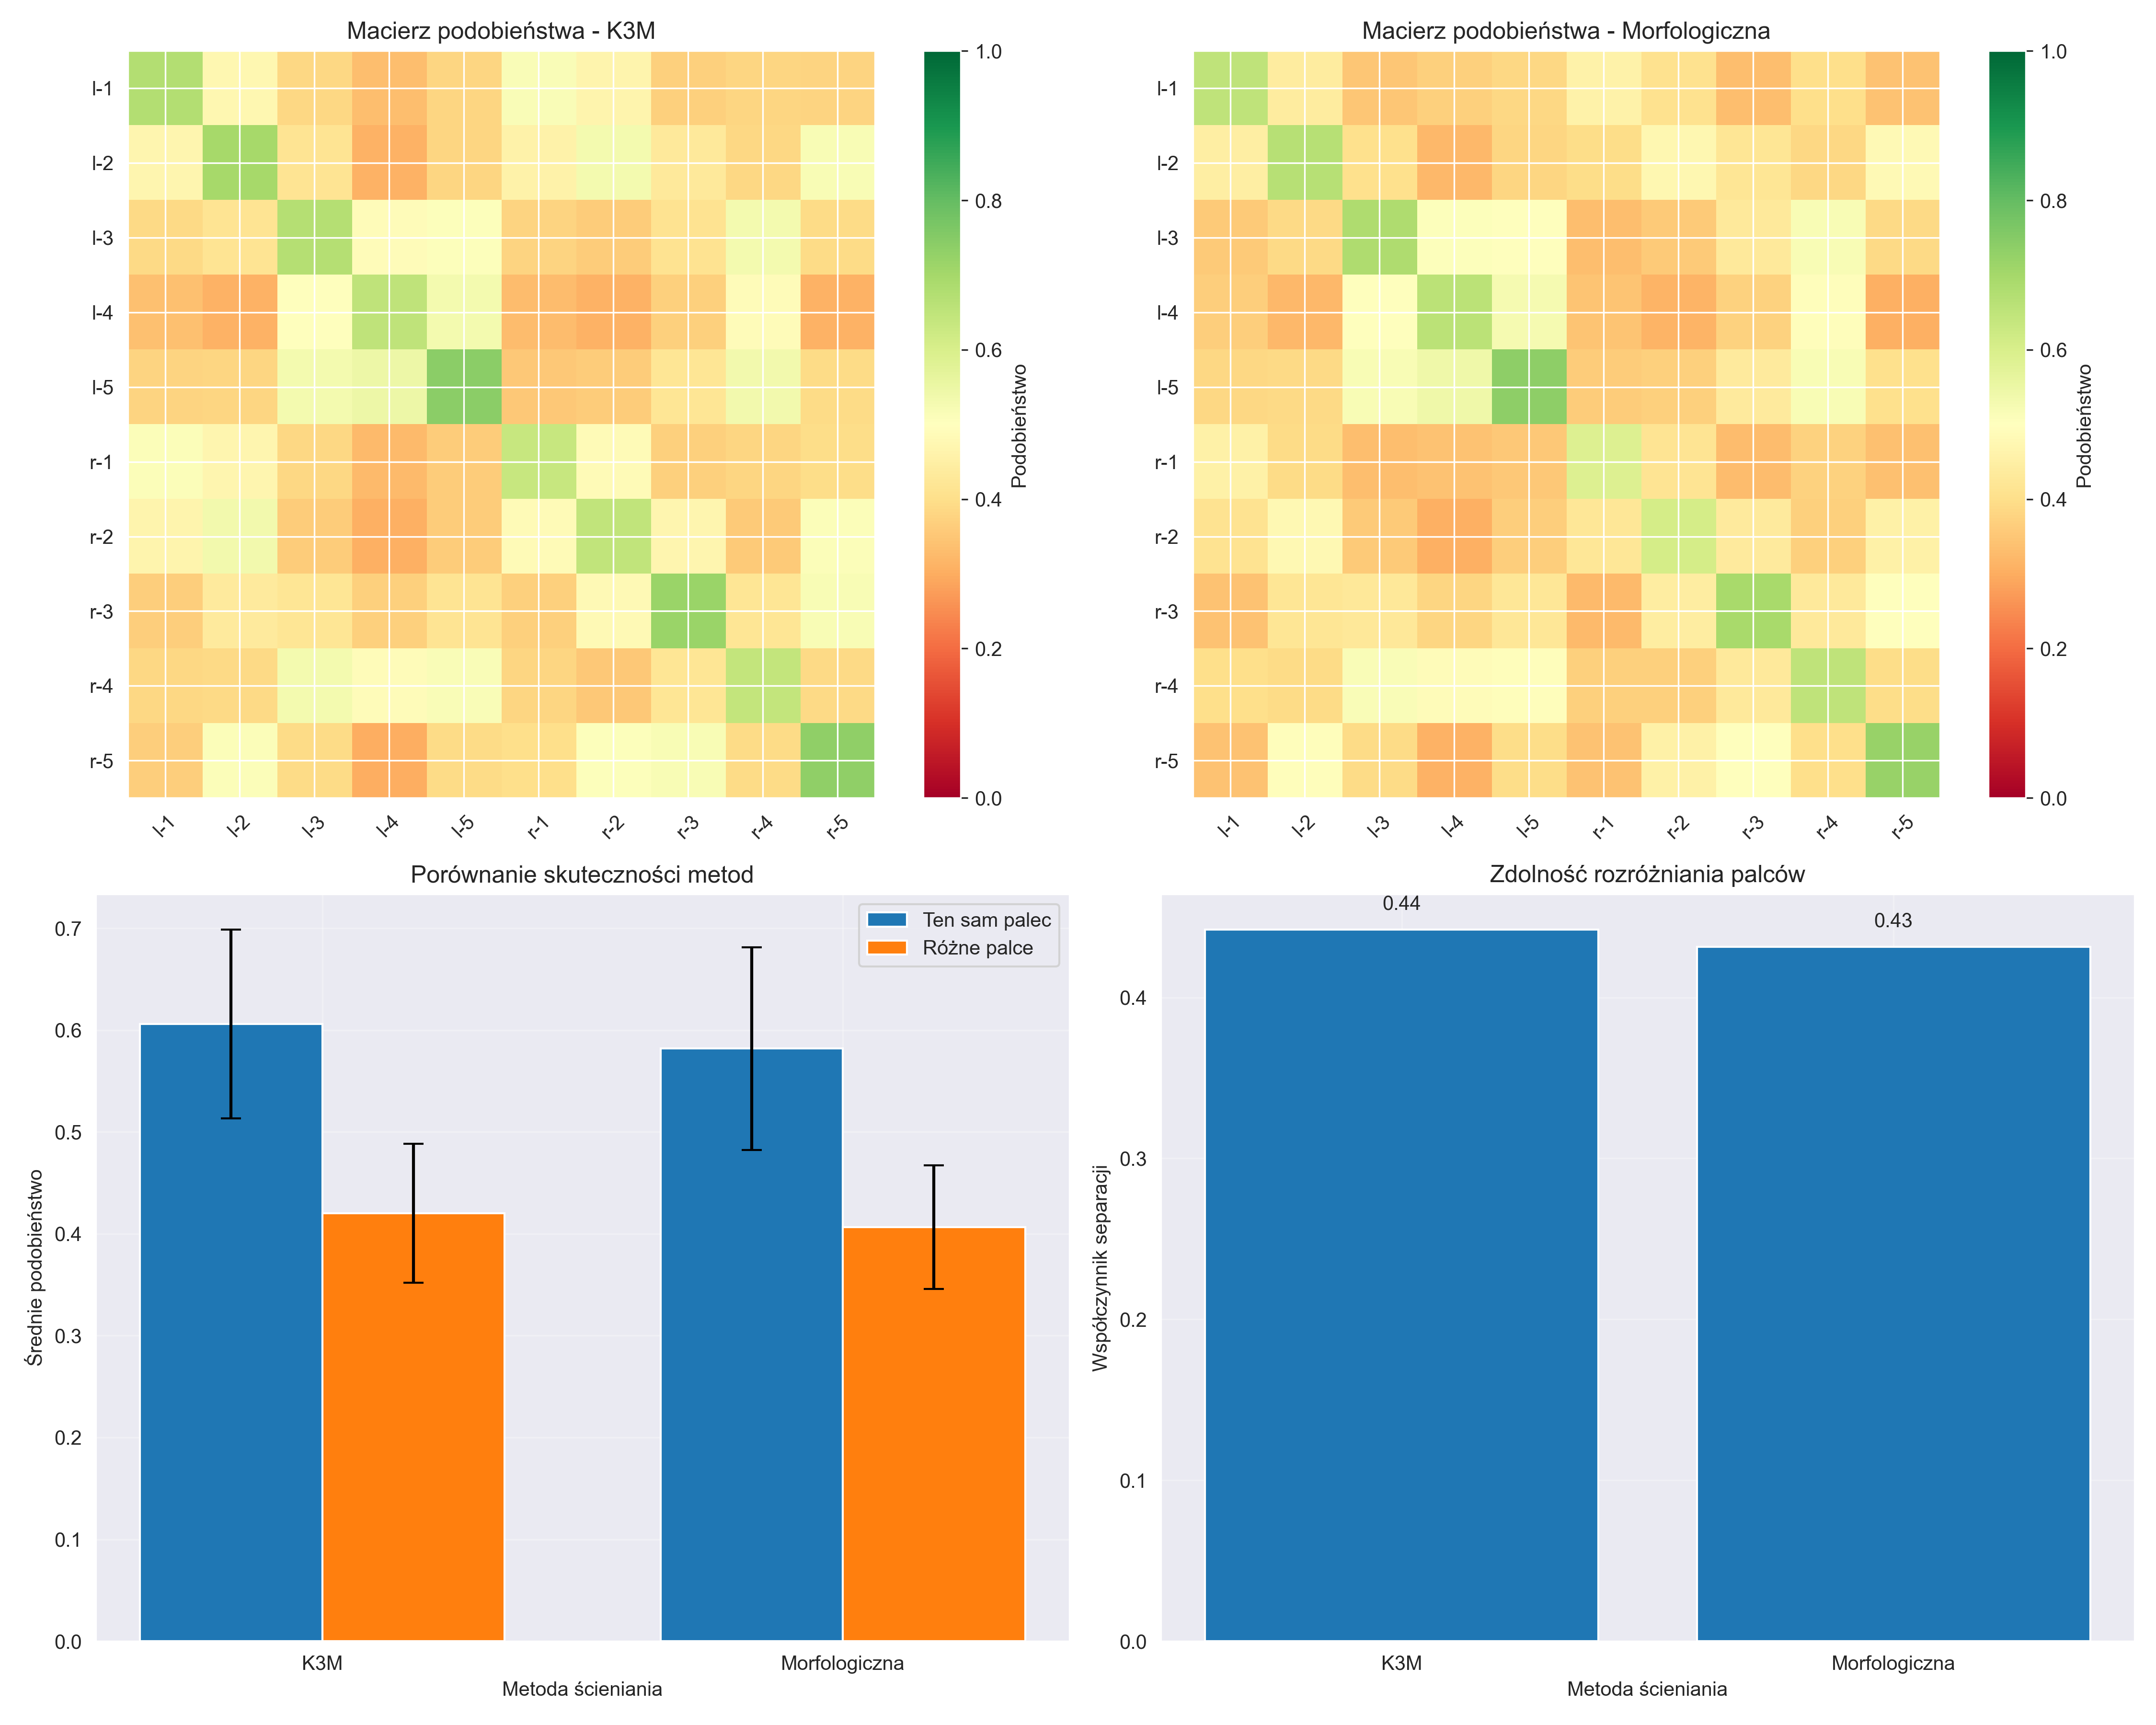 Macierz podobieństwa - K3M
l-1
l-2
l-3
l-4
l-5
r-1
r-2
r-3
r-4
r-5
l-1 l-2 l-3 l-4 l-5 r-1 r-2 r-3 r-4 r-5
1.0
0.8
0.6
0.4
0.2
0.0
Podobieństwo
Macierz podobieństwa - Morfologiczna
l-1
l-2
l-3
l-4
l-5
r-1
r-2
r-3
r-4
r-5
l-1 l-2 l-3 l-4 l-5 r-1 r-2 r-3 r-4 r-5
1.0
0.8
0.6
0.4
0.2
0.0
Podobieństwo
Porównanie skuteczności metod
Średnie podobieństwo
0.7
0.6
0.5
0.4
0.3
0.2
0.1
0.0
Ten sam palec
Różne palce
K3M Morfologiczna
Metoda ścieniania
Zdolność rozróżniania palców
Współczynnik separacji
0.4
0.3
0.2
0.1
0.0
0.44
0.43
K3M Morfologiczna
Metoda ścieniania